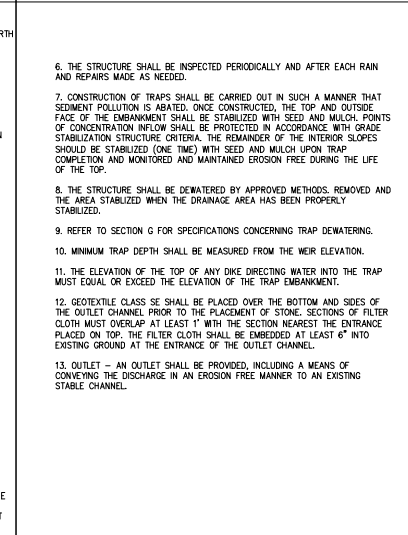 RTH
6. THE STRUCTURE SHALL BE INSPECTED PERIODICALLY AND AFTER EACH RAIN
AND REPAIRS MADE AS NEEDED.
7. CONSTRUCTION OF TRAPS SHALL BE CARRIED OUT IN SUCH A MANNER THAT
SEDIMENT POLLUTION IS ABATED. ONCE CONSTRUCTED, THE TOP AND OUTSIDE
FACE OF THE EMBANKMENT SHALL BE STABILIZED WITH SEED AND MULCH. POINTS
OF CONCENTRATION INFLOW SHALL BE PROTECTED IN ACCORDANCE WITH GRADE
STABILIZATION STRUCTURE CRITERIA. THE REMAINDER OF THE INTERIOR SLOPES
SHOULD BE STABILIZED (ONE TIME) WITH SEED AND MULCH UPON TRAP
COMPLETION AND MONITORED AND MAINTAINED EROSION FREE DURING THE LIFE
OF THE TOP.
8. THE STRUCTURE SHALL BE DEWATERED BY APPROVED METHODS. REMOVED AND
THE AREA STABLIZED WHEN THE DRAINAGE AREA HAS BEEN PROPERLY
STABILIZED.
9. REFER TO SECTION G FOR SPECIFICATIONS CONCERNING TRAP DEWATERING.
10. MINIMUM TRAP DEPTH SHALL BE MEASURED FROM THE WEIR ELEVATION.
11. THE ELEVATION OF THE TOP OF ANY DIKE DIRECTING WATER INTO THE TRAP
MUST EQUAL OR EXCEED THE ELEVATION OF THE TRAP EMBANKMENT.
12. GEOTEXTILE CLASS SE SHALL BE PLACED OVER THE BOTTOM AND SIDES OF
THE OUTLET CHANNEL PRIOR TO THE PLACEMENT OF STONE. SECTIONS OF FILTER
CLOTH MUST OVERLAP AT LEAST 1' WITH THE SECTION NEAREST THE ENTRANCE
PLACED ON TOP. THE FILTER CLOTH SHALL BE EMBEDDED AT LEAST 6" INTO
EXISTING GROUND AT THE ENTRANCE OF THE OUTLET CHANNEL.
13. OUTLET – AN OUTLET SHALL BE PROVIDED, INCLUDING A MEANS OF
CONVEYING THE DISCHARGE IN AN EROSION FREE MANNER TO AN EXISTING
STABLE CHANNEL.
E